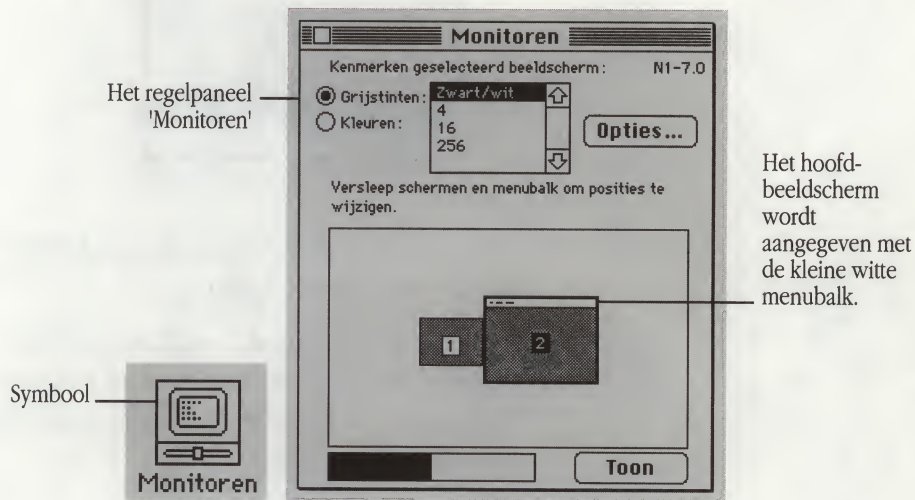 Monitoren
Kenmerken geselecteerd beeldscherm: N1-7.0
Het regelpaneel
'Monitoren'
Grijstinten:
Kleuren:
Zwart/wit
4
16
256
Opties...
Versleep schermen en menubalk om posities te
wijzigen.
1
2
Het hoofd-
beeldscherm
wordt
aangegeven met
de kleine witte
menubalk.
Symbool
Monitoren
Toon